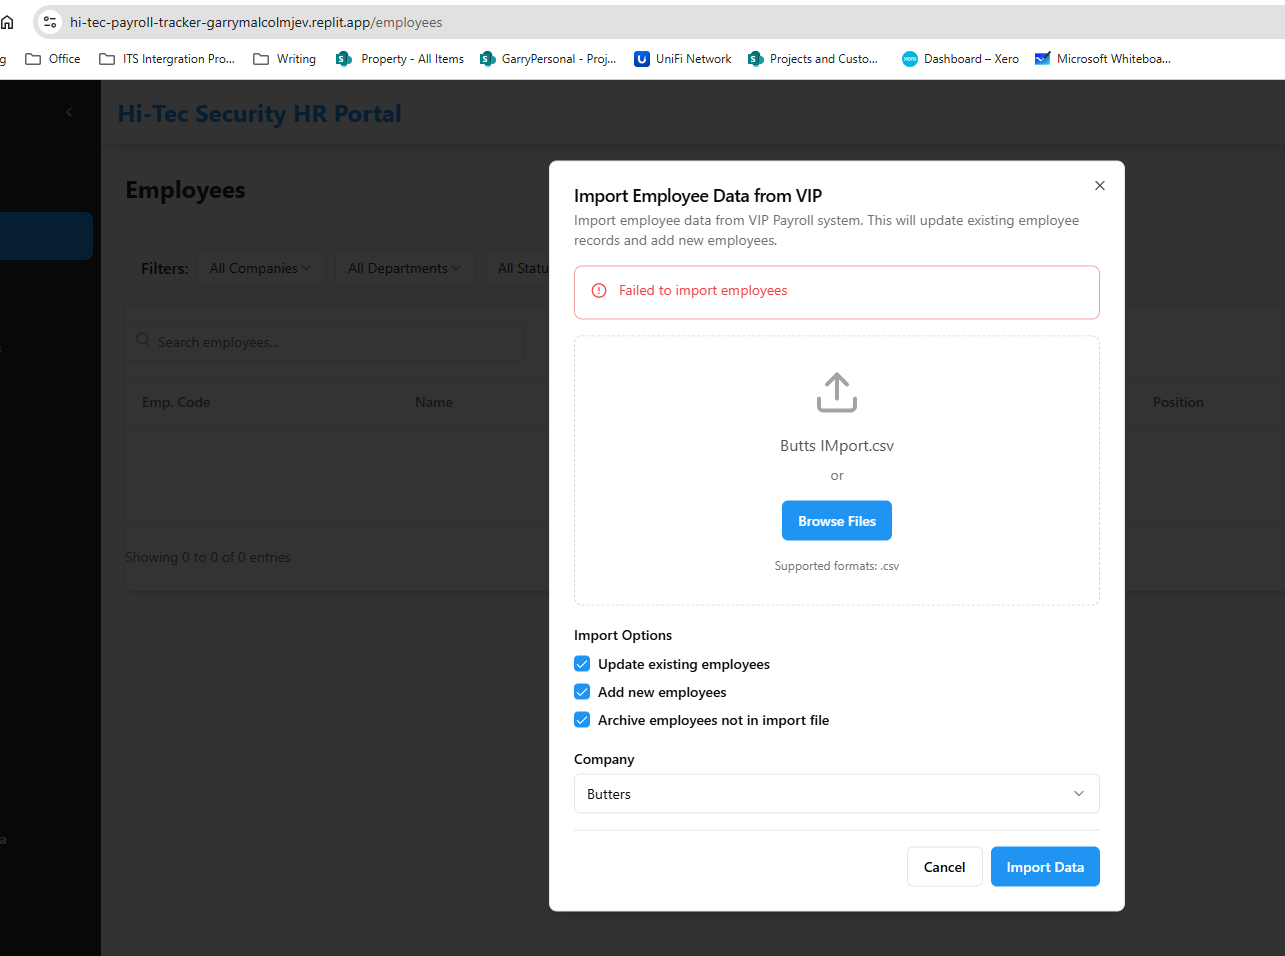 hi-tec-payroll-tracker-garrymalcolmjev.replit.app/employees
g Office ITS Intergration Pro... Writing Property - All Items GarryPersonal - Proj... UniFi Network Projects and Custo... xero Dashboard – Xero Microsoft Whiteboa...
Hi-Tec Security HR Portal
Employees
Filters: All Companies All Departments All Statu
Search employees...
Emp. Code Name Position
Showing 0 to 0 of 0 entries
a
Import Employee Data from VIP
Import employee data from VIP Payroll system. This will update existing employee
records and add new employees.
Failed to import employees
Butts IMport.csv
or
Browse Files
Supported formats: .csv
Import Options
Update existing employees
Add new employees
Archive employees not in import file
Company
Butters
Cancel Import Data